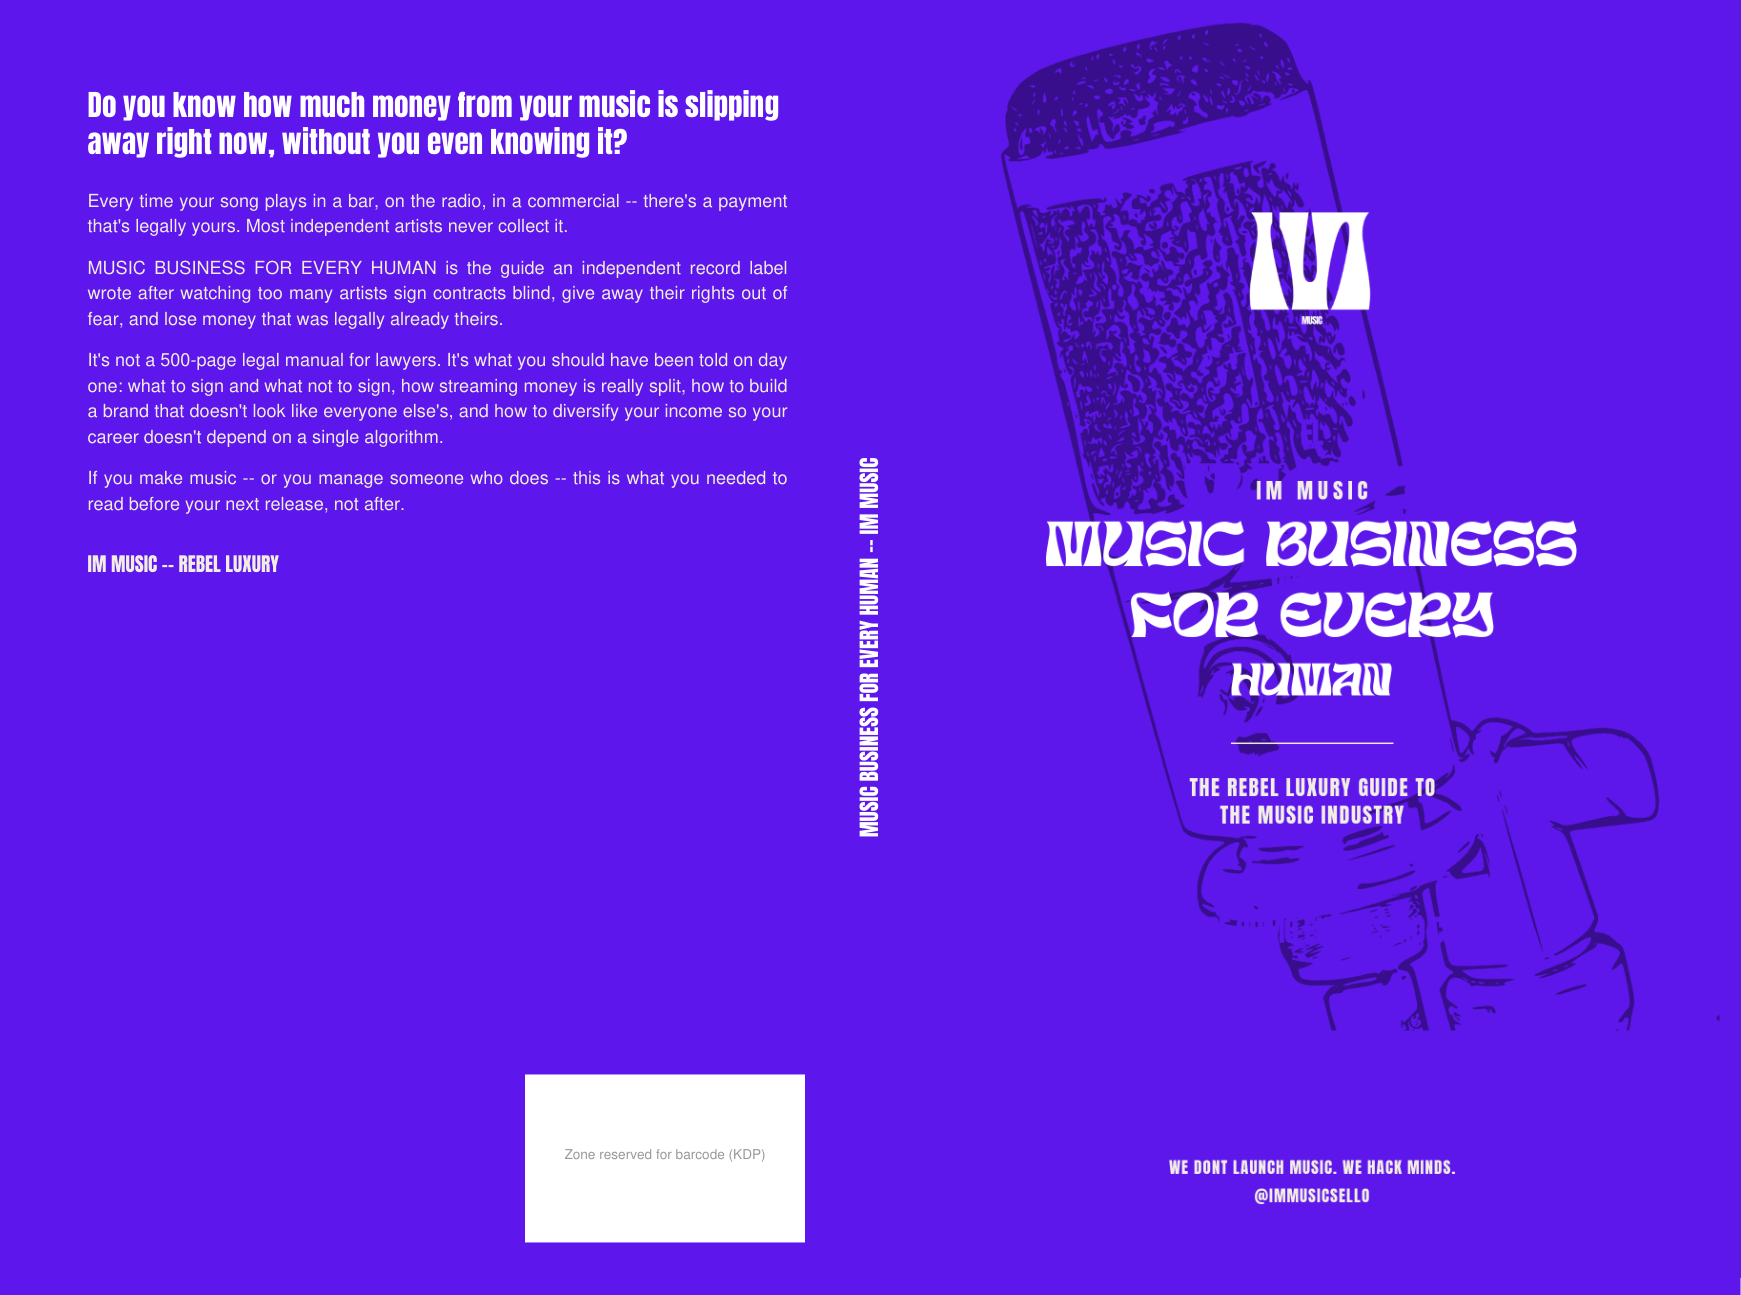 Do you know how much money from your music is slipping
away right now, without you even knowing it?
Every time your song plays in a bar, on the radio, in a commercial -- there's a payment
that's legally yours. Most independent artists never collect it.
MUSIC BUSINESS FOR EVERY HUMAN is the guide an independent record label
wrote after watching too many artists sign contracts blind, give away their rights out of
fear, and lose money that was legally already theirs.
It's not a 500-page legal manual for lawyers. It's what you should have been told on day
one: what to sign and what not to sign, how streaming money is really split, how to build
a brand that doesn't look like everyone else's, and how to diversify your income so your
career doesn't depend on a single algorithm.
If you make music -- or you manage someone who does -- this is what you needed to
read before your next release, not after.
IM MUSIC -- REBEL LUXURY
Zone reserved for barcode (KDP)
MUSIC BUSINESS FOR EVERY HUMAN -- IM MUSIC
IM
MUSIC
IM MUSIC
MUSIC BUSINESS
FOR EVERY
HUMAN
THE REBEL LUXURY GUIDE TO
THE MUSIC INDUSTRY
WE DONT LAUNCH MUSIC. WE HACK MINDS.
@IMMUSICSELLO